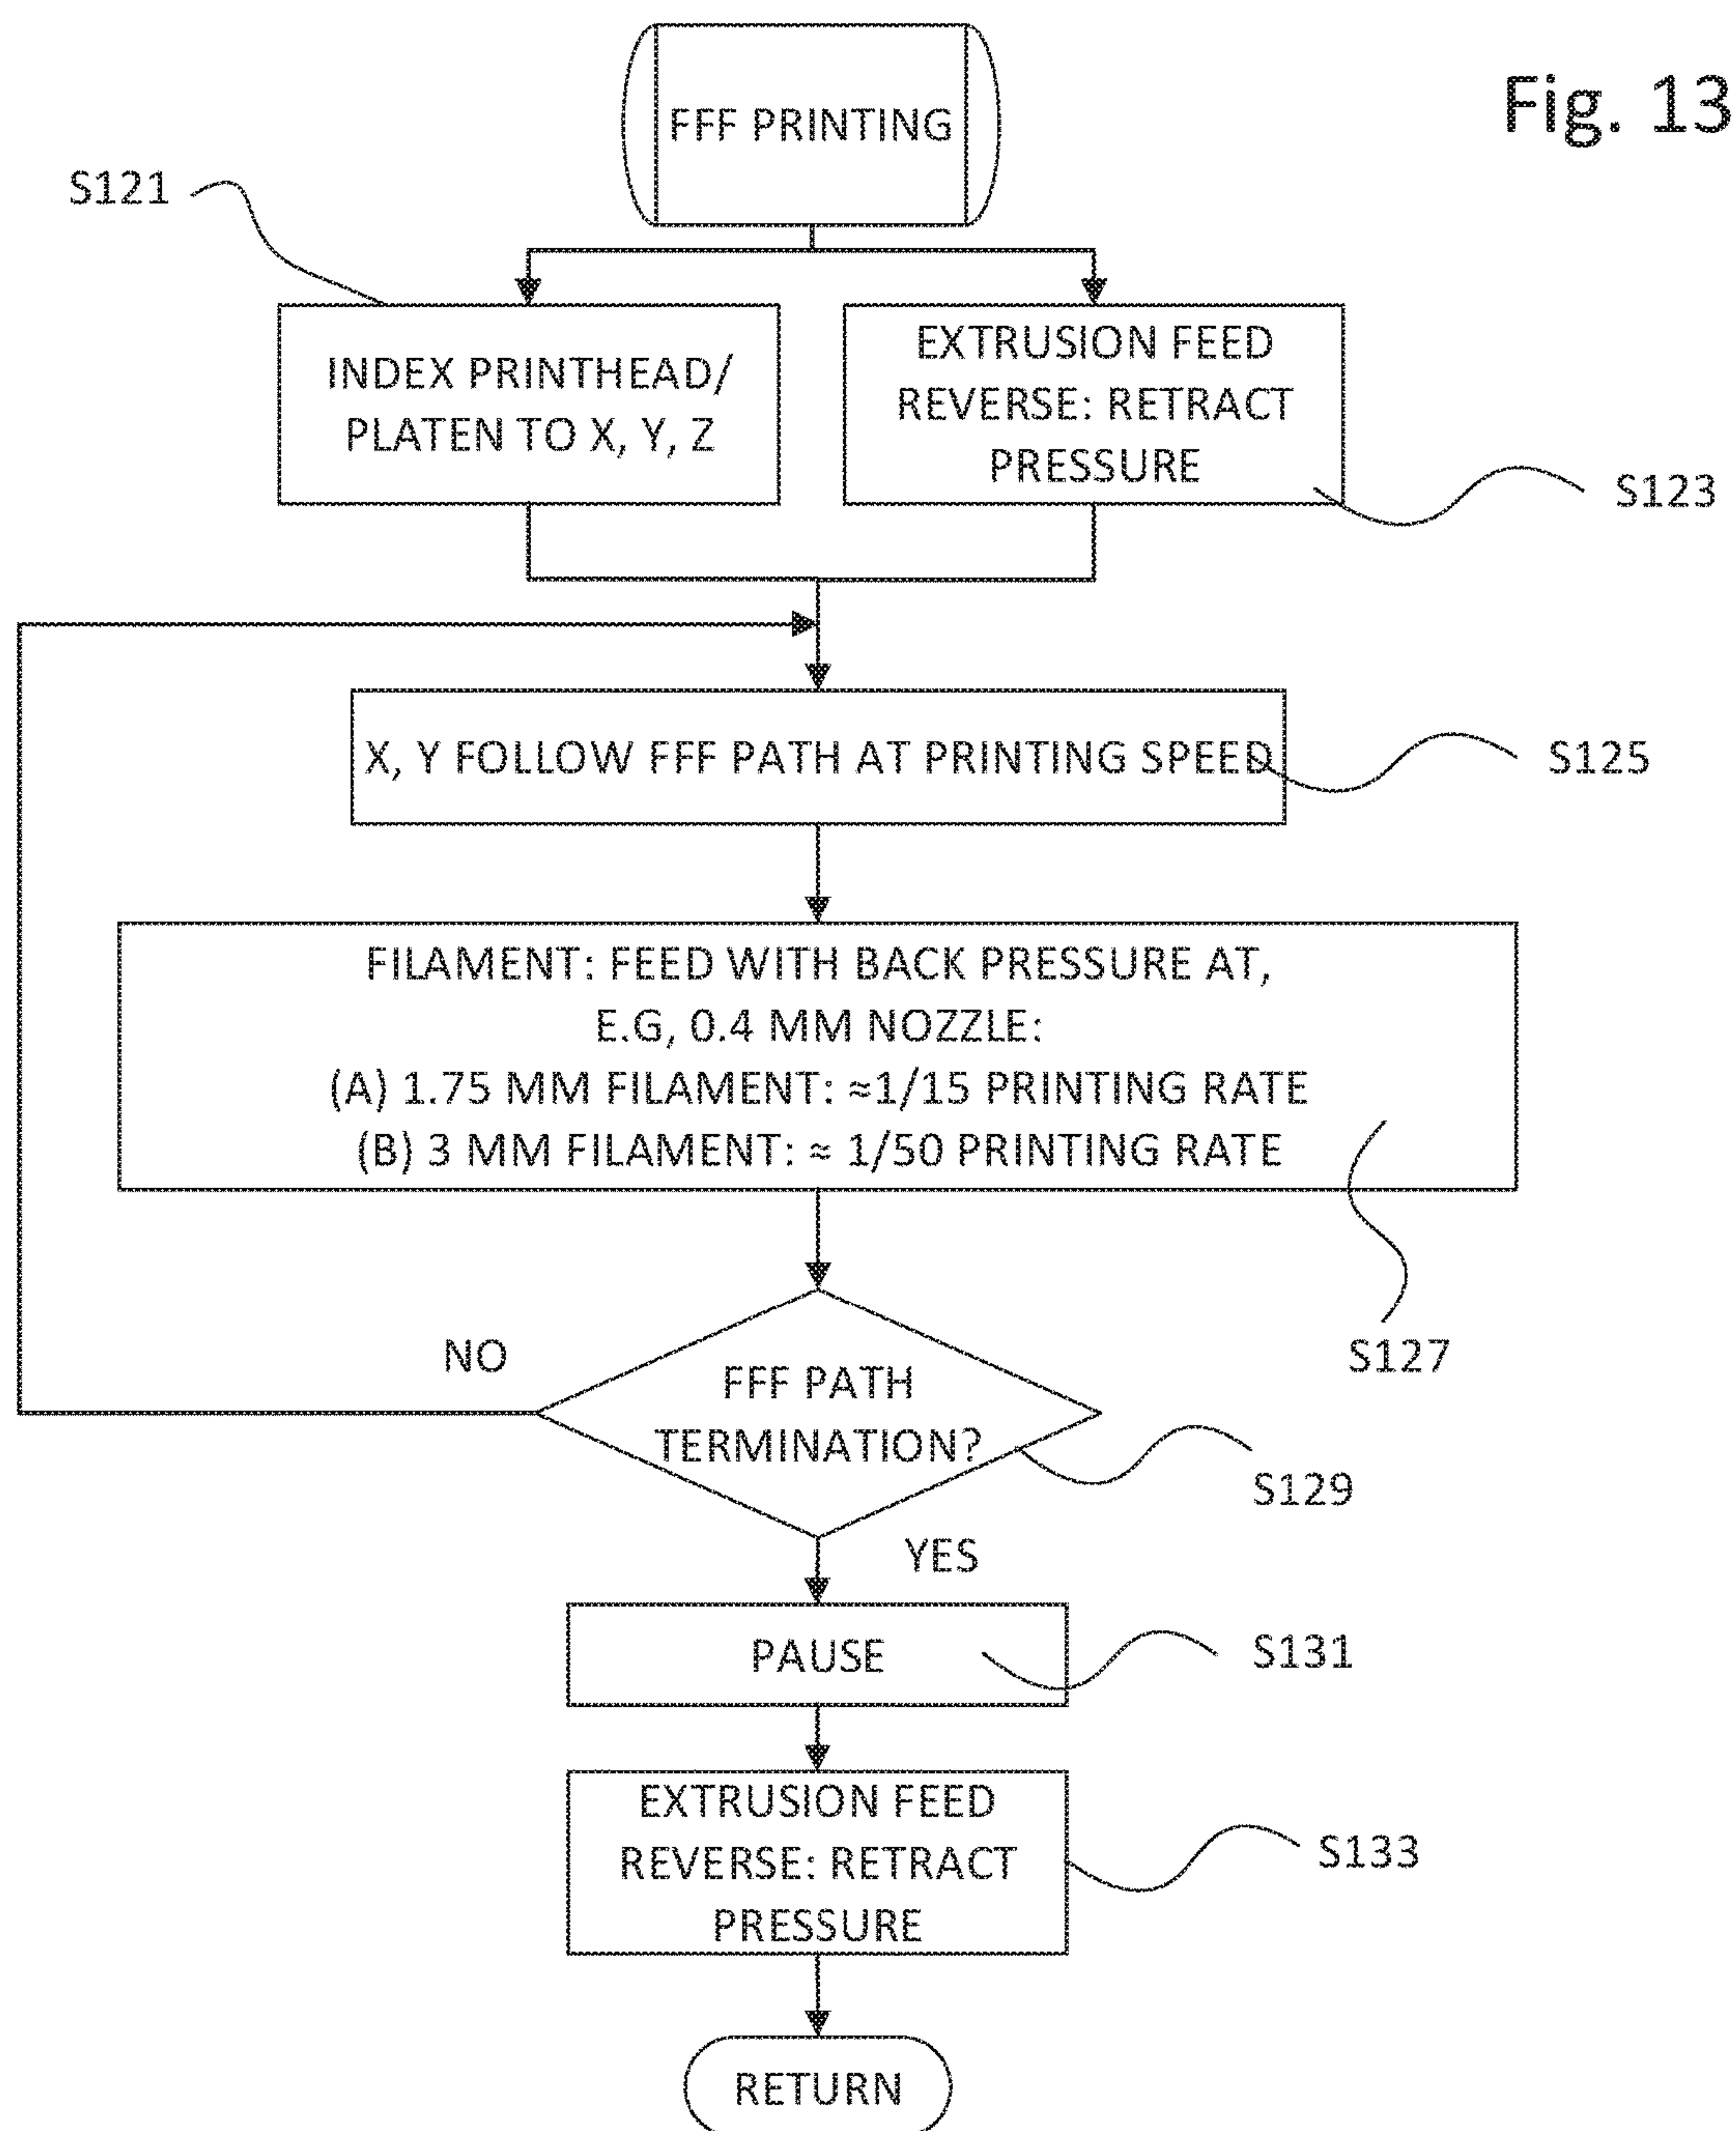 Fig. 13
FFF PRINTING
S121
INDEX PRINTHEAD/
PLATEN TO X, Y, Z
EXTRUSION FEED
REVERSE: RETRACT
PRESSURE
S123
X, Y FOLLOW FFF PATH AT PRINTING SPEED
S125
FILAMENT: FEED WITH BACK PRESSURE AT,
E.G, 0.4 MM NOZZLE:
(A) 1.75 MM FILAMENT: ≈1/15 PRINTING RATE
(B) 3 MM FILAMENT: ≈ 1/50 PRINTING RATE
S127
NO
FFF PATH
TERMINATION?
S129
YES
PAUSE
S131
EXTRUSION FEED
REVERSE: RETRACT
PRESSURE
S133
RETURN